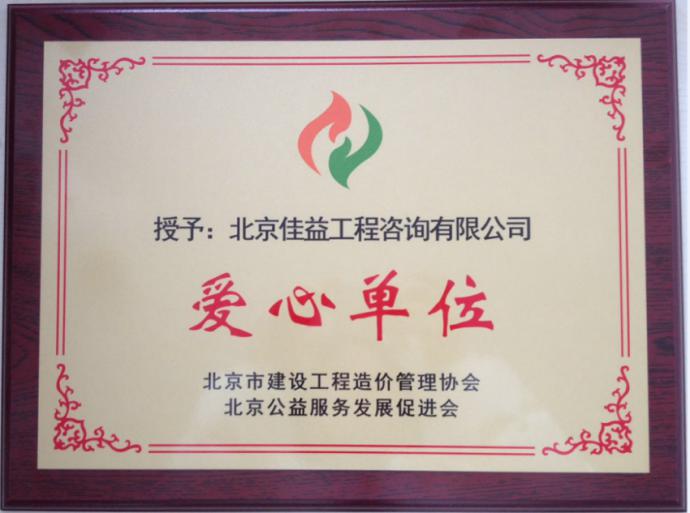 授予：北京佳益工程咨询有限公司
爱心单位
北京市建设工程造价管理协会
北京公益服务发展促进会